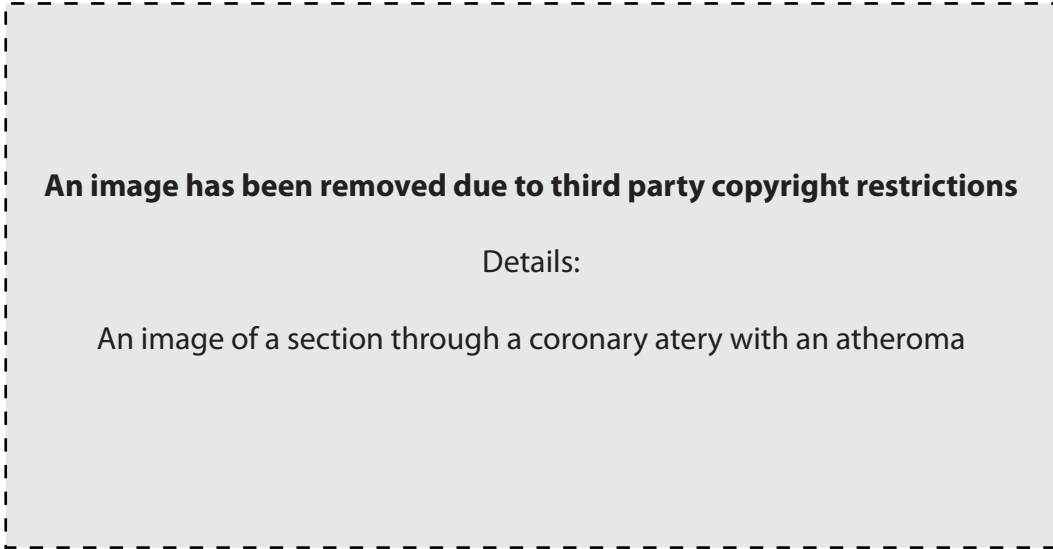 An image has been removed due to third party copyright restrictions
Details:
An image of a section through a coronary atery with an atheroma